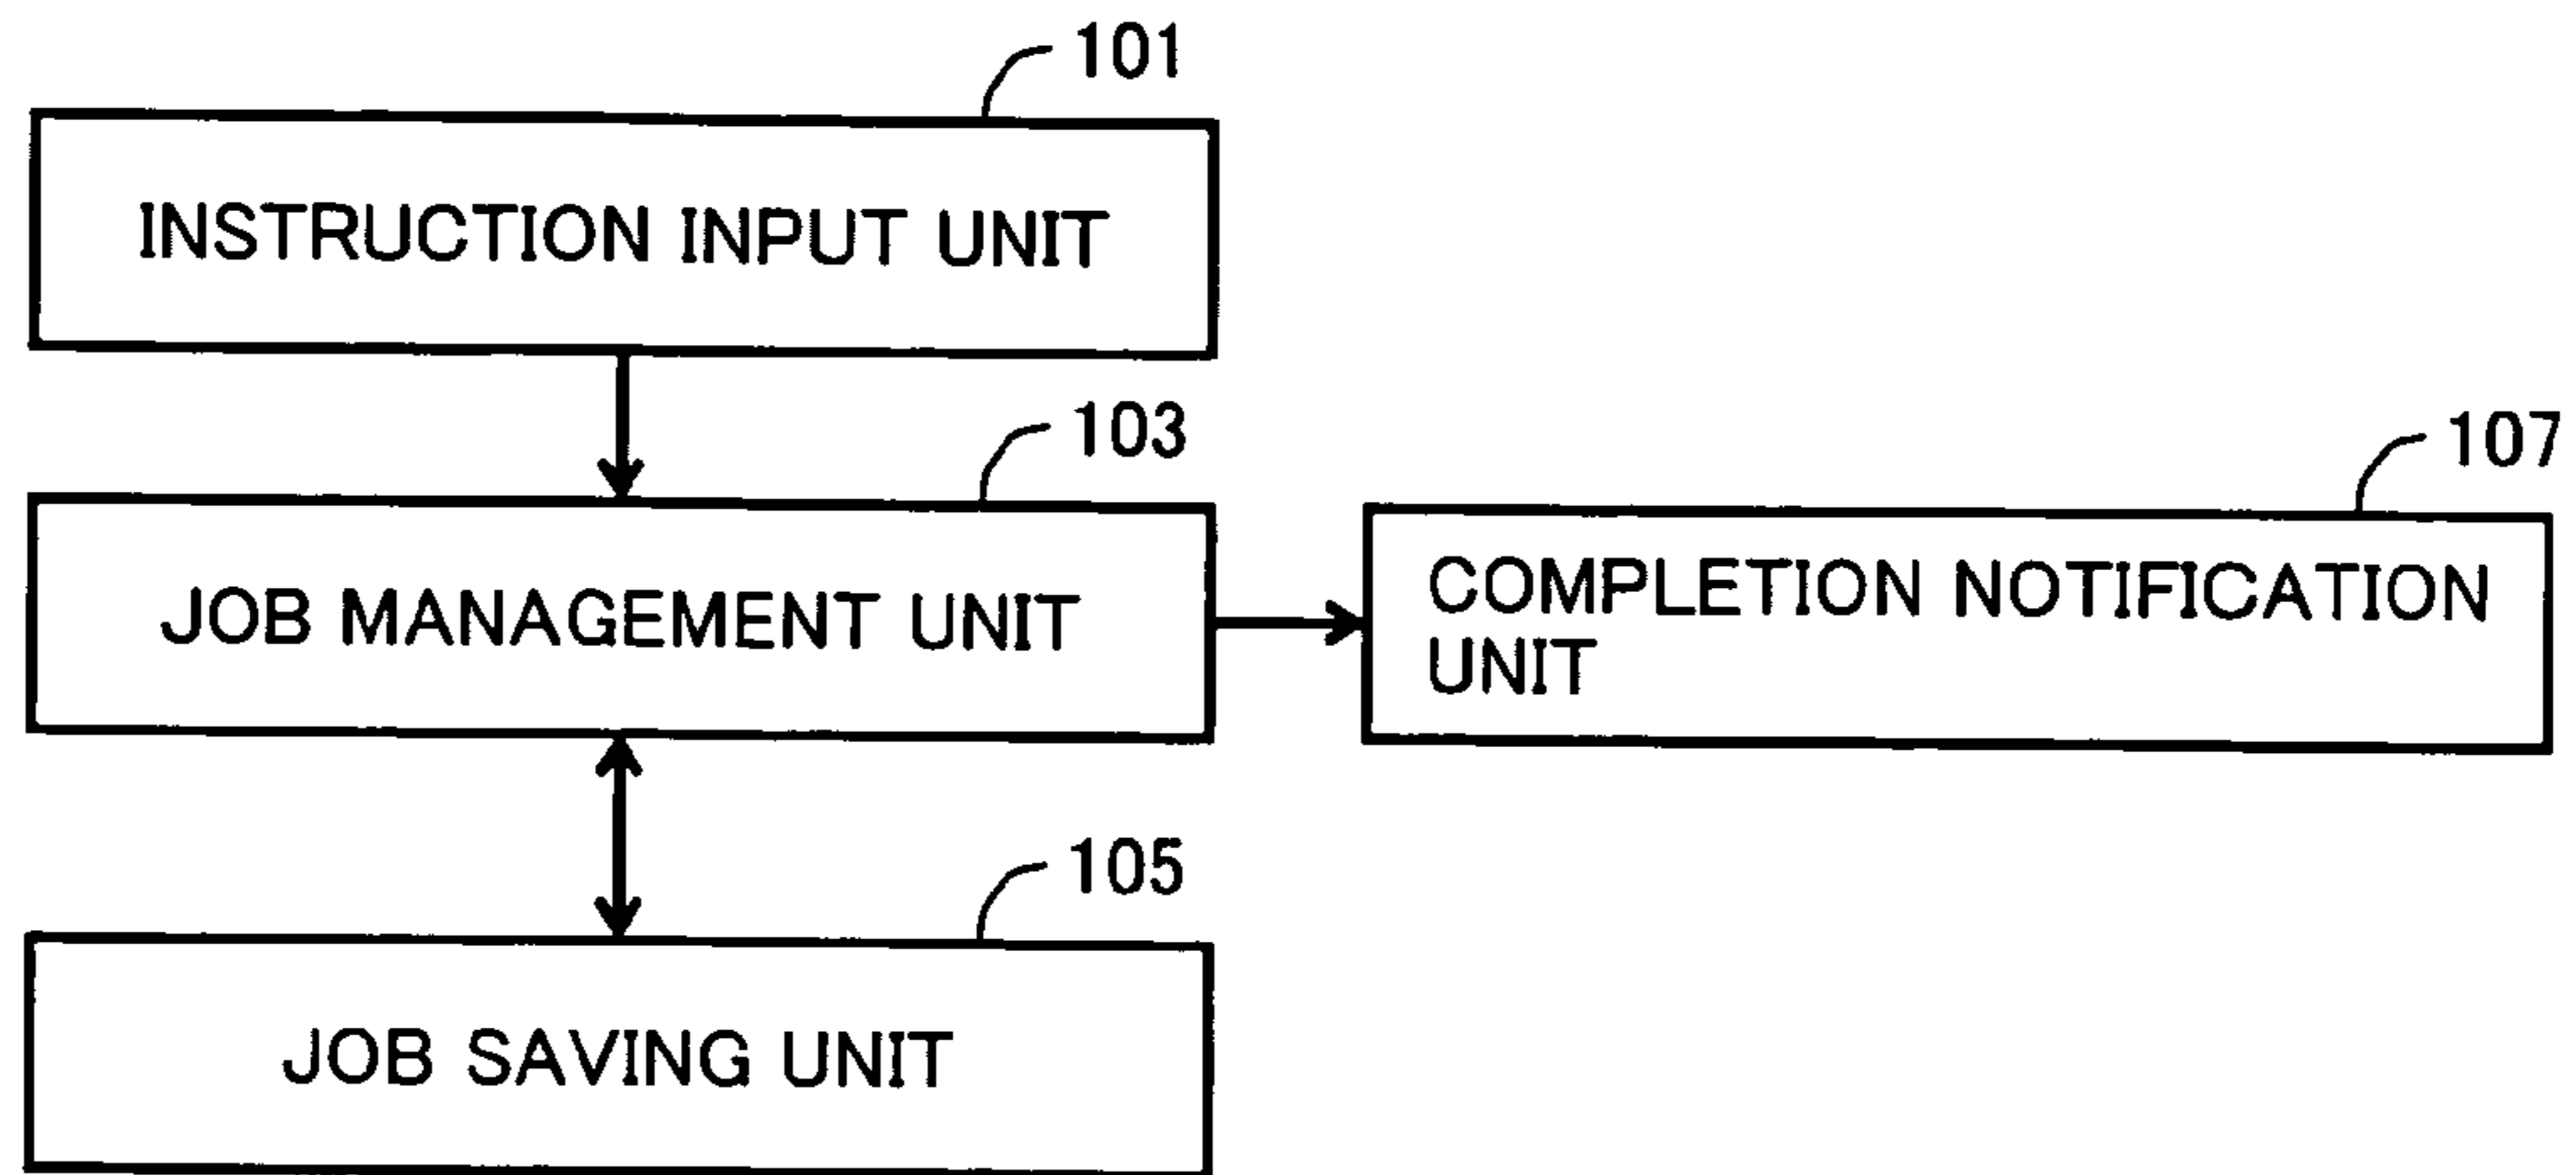 101
INSTRUCTION INPUT UNIT
103
JOB MANAGEMENT UNIT
107
COMPLETION NOTIFICATION
UNIT
105
JOB SAVING UNIT